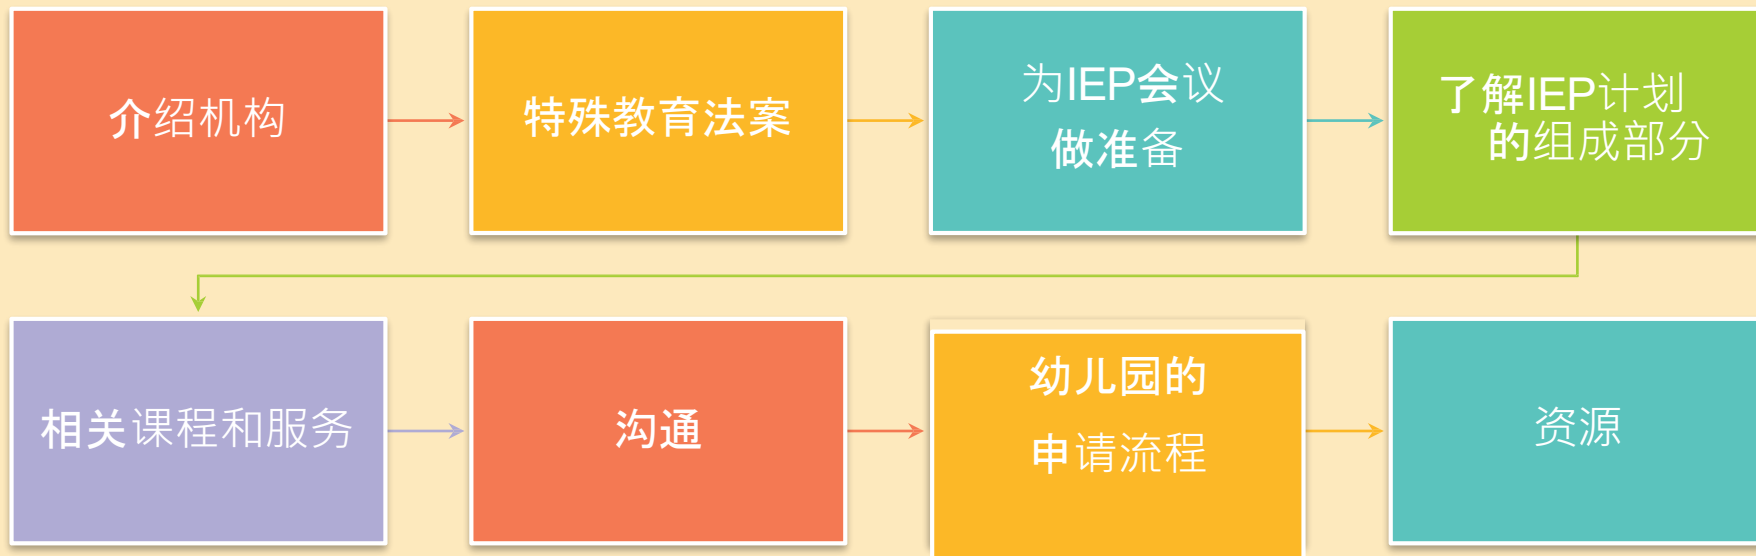 介绍机构
特殊教育法案
为IEP会议
做准备
了解IEP计划
的组成部分
相关课程和服务
沟通
幼儿园的
申请流程
资源